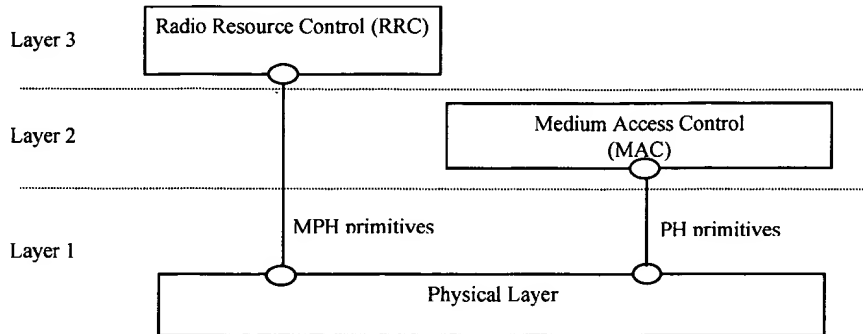 Layer 3
Radio Resource Control (RRC)
Layer 2
Medium Access Control
(MAC)
MPH primitives
PH primitives
Layer 1
Physical Layer